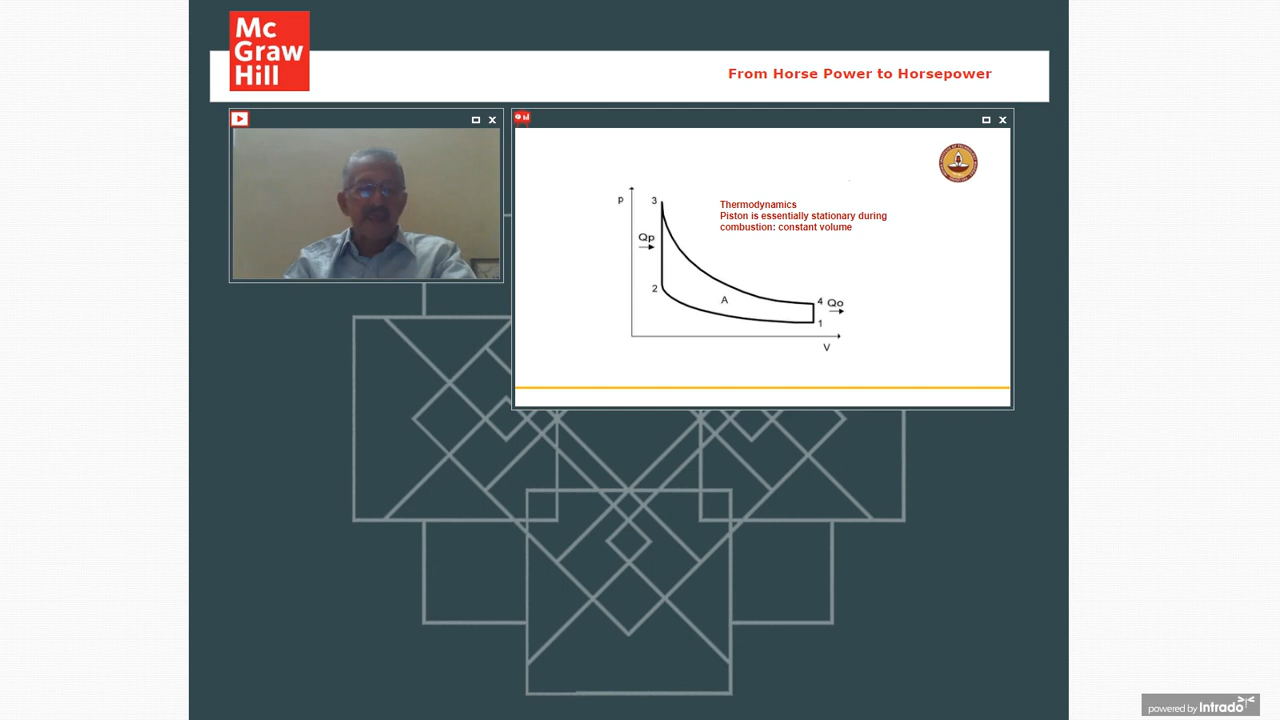 Mc
Graw
Hill
From Horse Power to Horsepower
Thermodynamics
Piston is essentially stationary during
combustion: constant volume
p
3
Qp
2
A
4
Qo
1
V
powered by Intrado